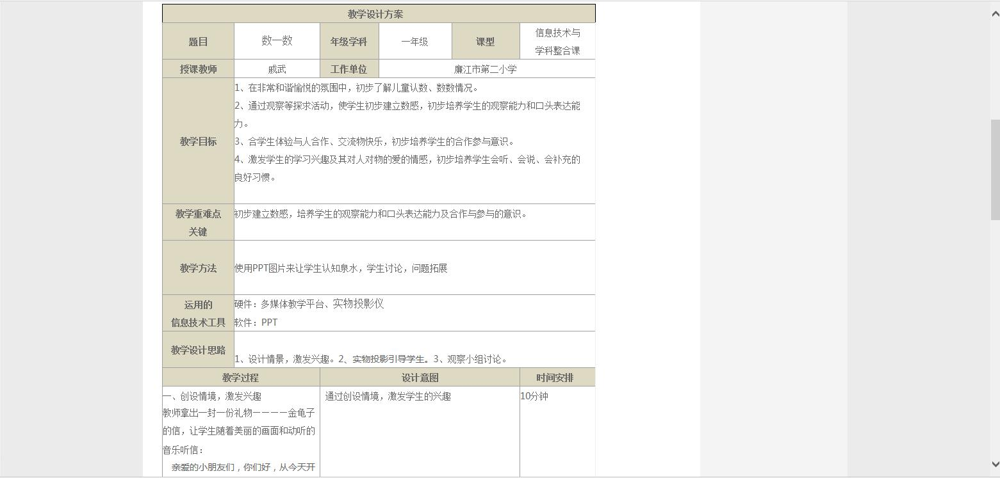 教学设计方案
题目 数一数 年级学科 一年级 课型 信息技术与
学科整合课
授课教师 戚武 工作单位 廉江市第二小学
教学目标
1、在非常和谐愉悦的氛围中，初步了解儿童认数、数数情况。
2、通过观察等探求活动，使学生初步建立数感，初步培养学生的观察能力和口头表达能
力。
3、合学生体验与人合作、交流物快乐，初步培养学生的合作参与意识。
4、激发学生的学习兴趣及其对人对物的爱的情感，初步培养学生会听、会说、会补充的
良好习惯。
教学重难点
关键
初步建立数感，培养学生的观察能力和口头表达能力及合作与参与的意识。
教学方法
使用PPT图片来让学生认知泉水，学生讨论，问题拓展
运用的
信息技术工具
硬件：多媒体教学平台、实物投影仪
软件：PPT
教学设计思路
1、设计情景，激发兴趣。2、实物投影引导学生。3、观察小组讨论。
教学过程 设计意图 时间安排
一、创设情境，激发兴趣 通过创设情境，激发学生的兴趣 10分钟
教师拿出一封一份礼物－－－－金龟子
的信，让学生随着美丽的画面和动听的
音乐听信：
亲爱的小朋友们，你们好，从今天开